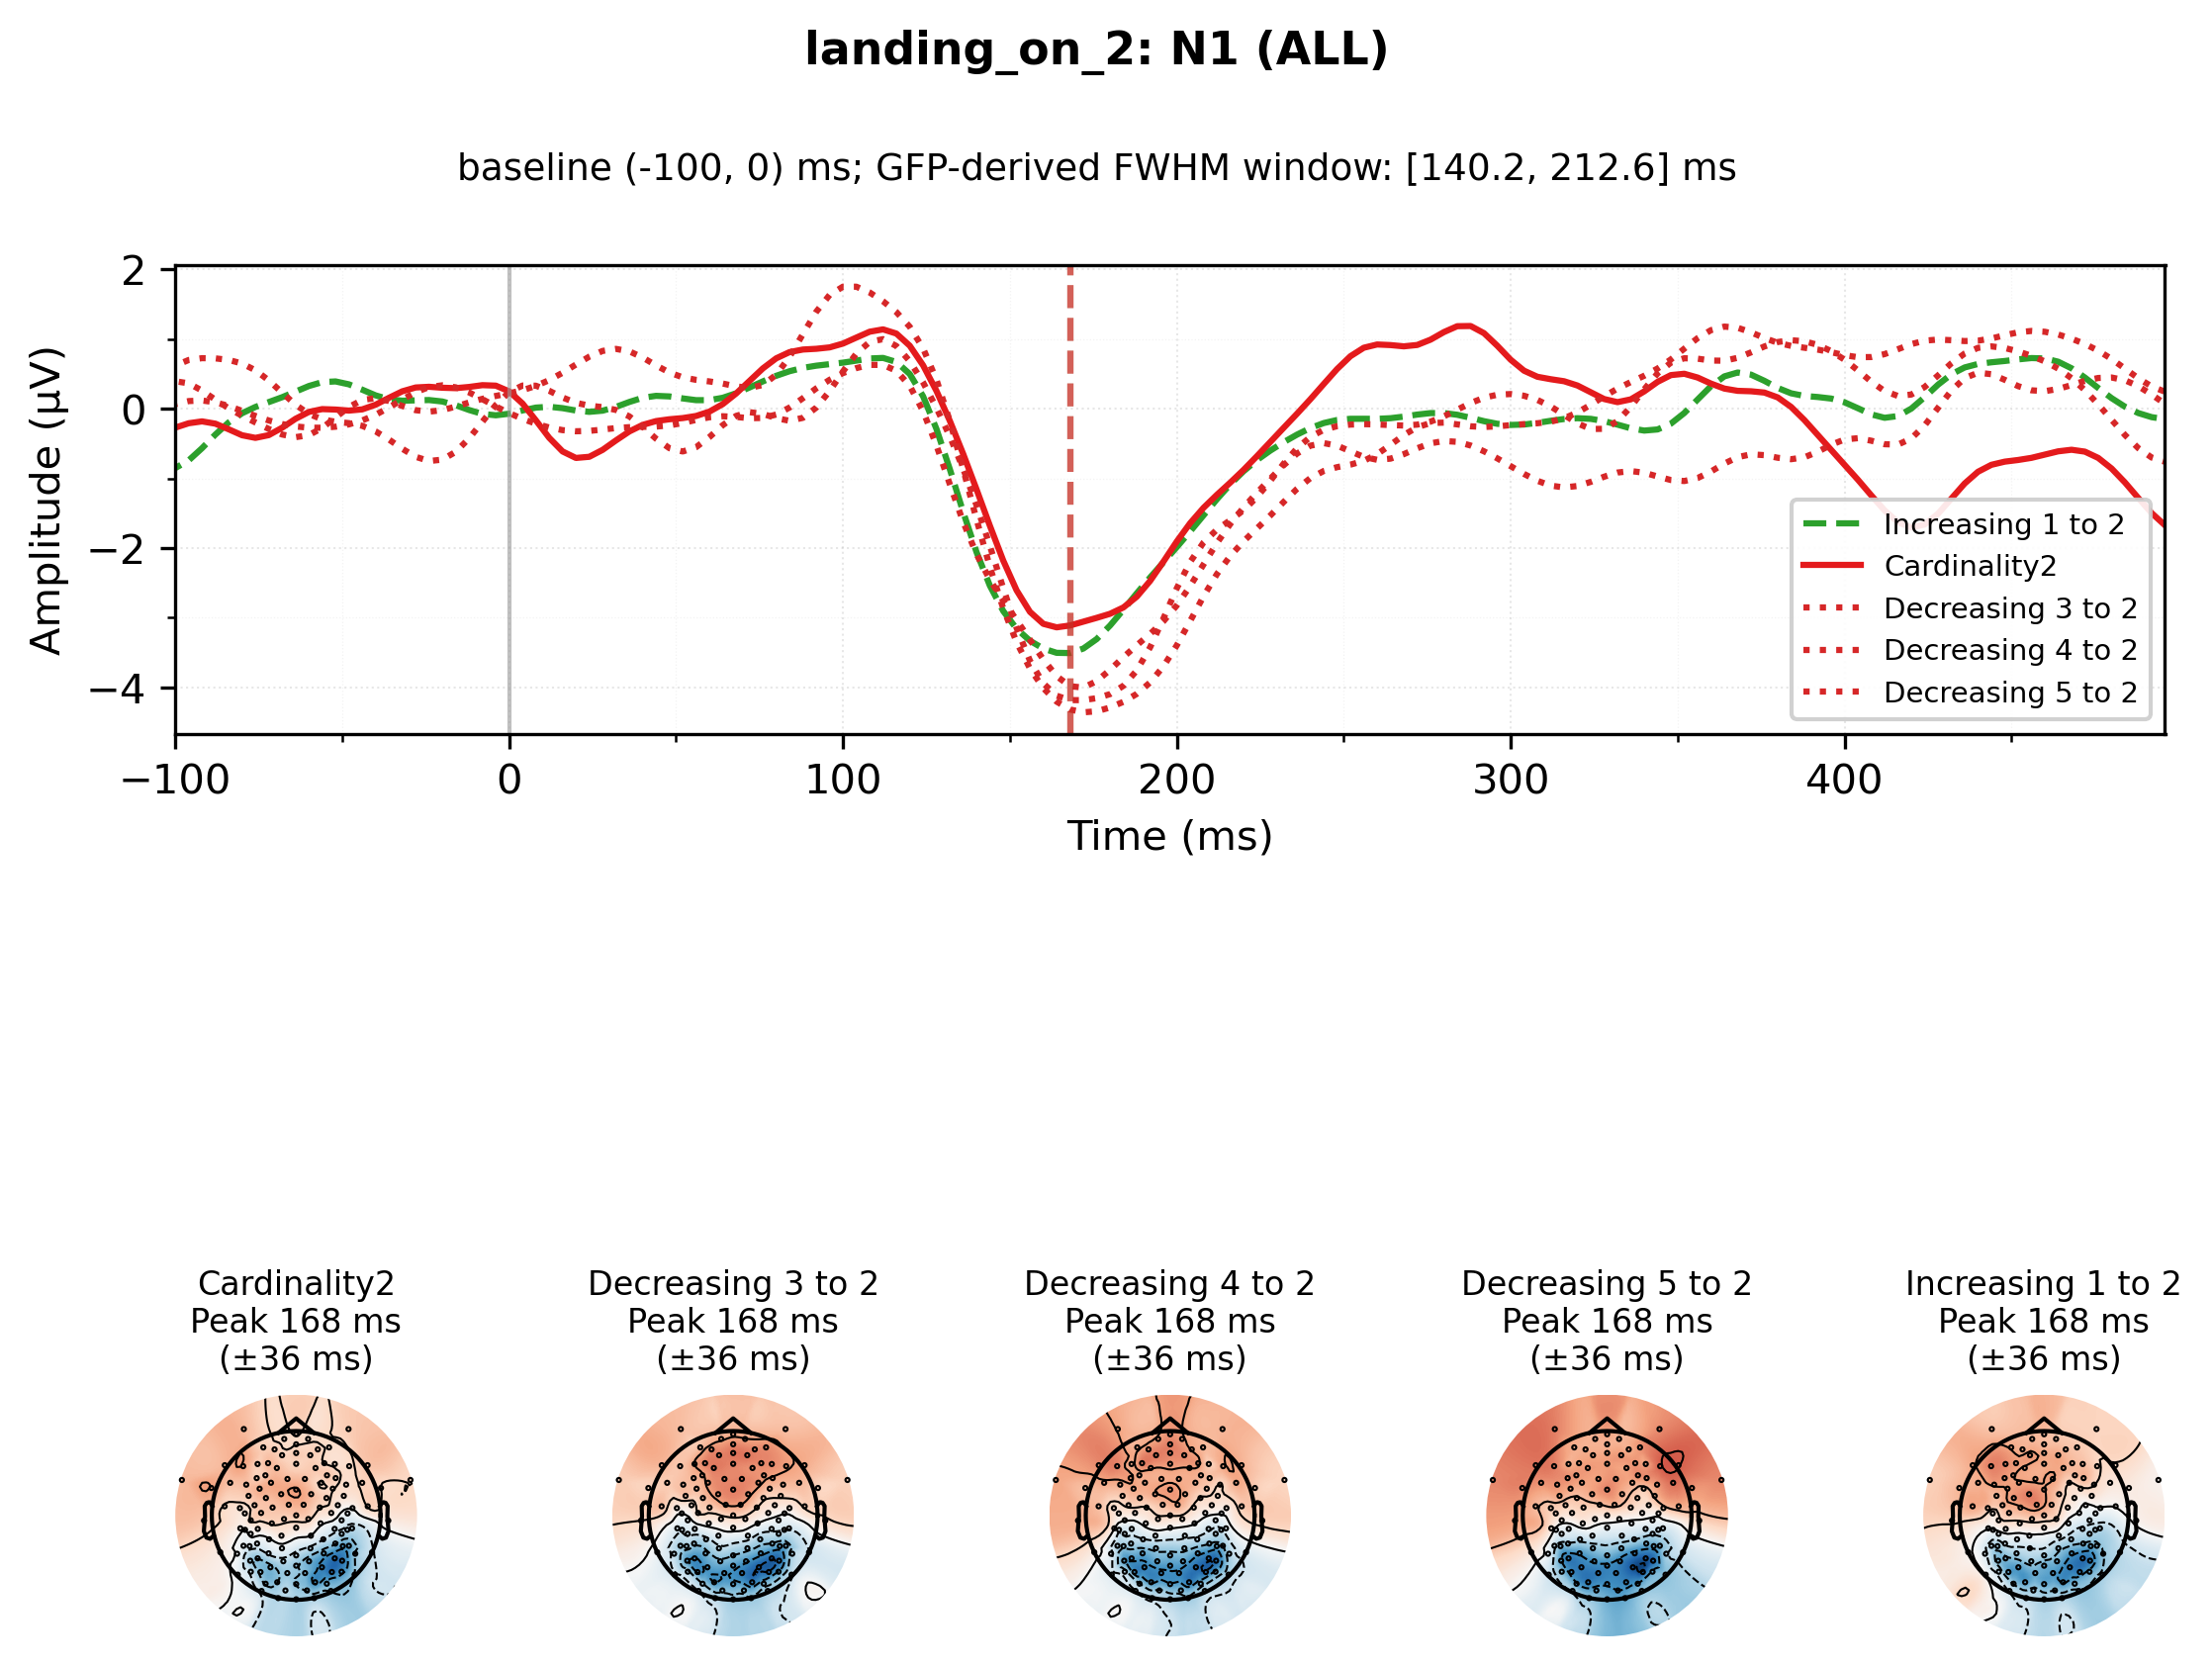 landing_on_2: N1 (ALL)
baseline (-100, 0) ms; GFP-derived FWHM window: [140.2, 212.6] ms
Amplitude (µV)
2
0
−2
−4
−100
0
100
200
300
400
Time (ms)
Increasing 1 to 2
Cardinality2
Decreasing 3 to 2
Decreasing 4 to 2
Decreasing 5 to 2
Cardinality2
Peak 168 ms
(±36 ms)
Decreasing 3 to 2
Peak 168 ms
(±36 ms)
Decreasing 4 to 2
Peak 168 ms
(±36 ms)
Decreasing 5 to 2
Peak 168 ms
(±36 ms)
Increasing 1 to 2
Peak 168 ms
(±36 ms)